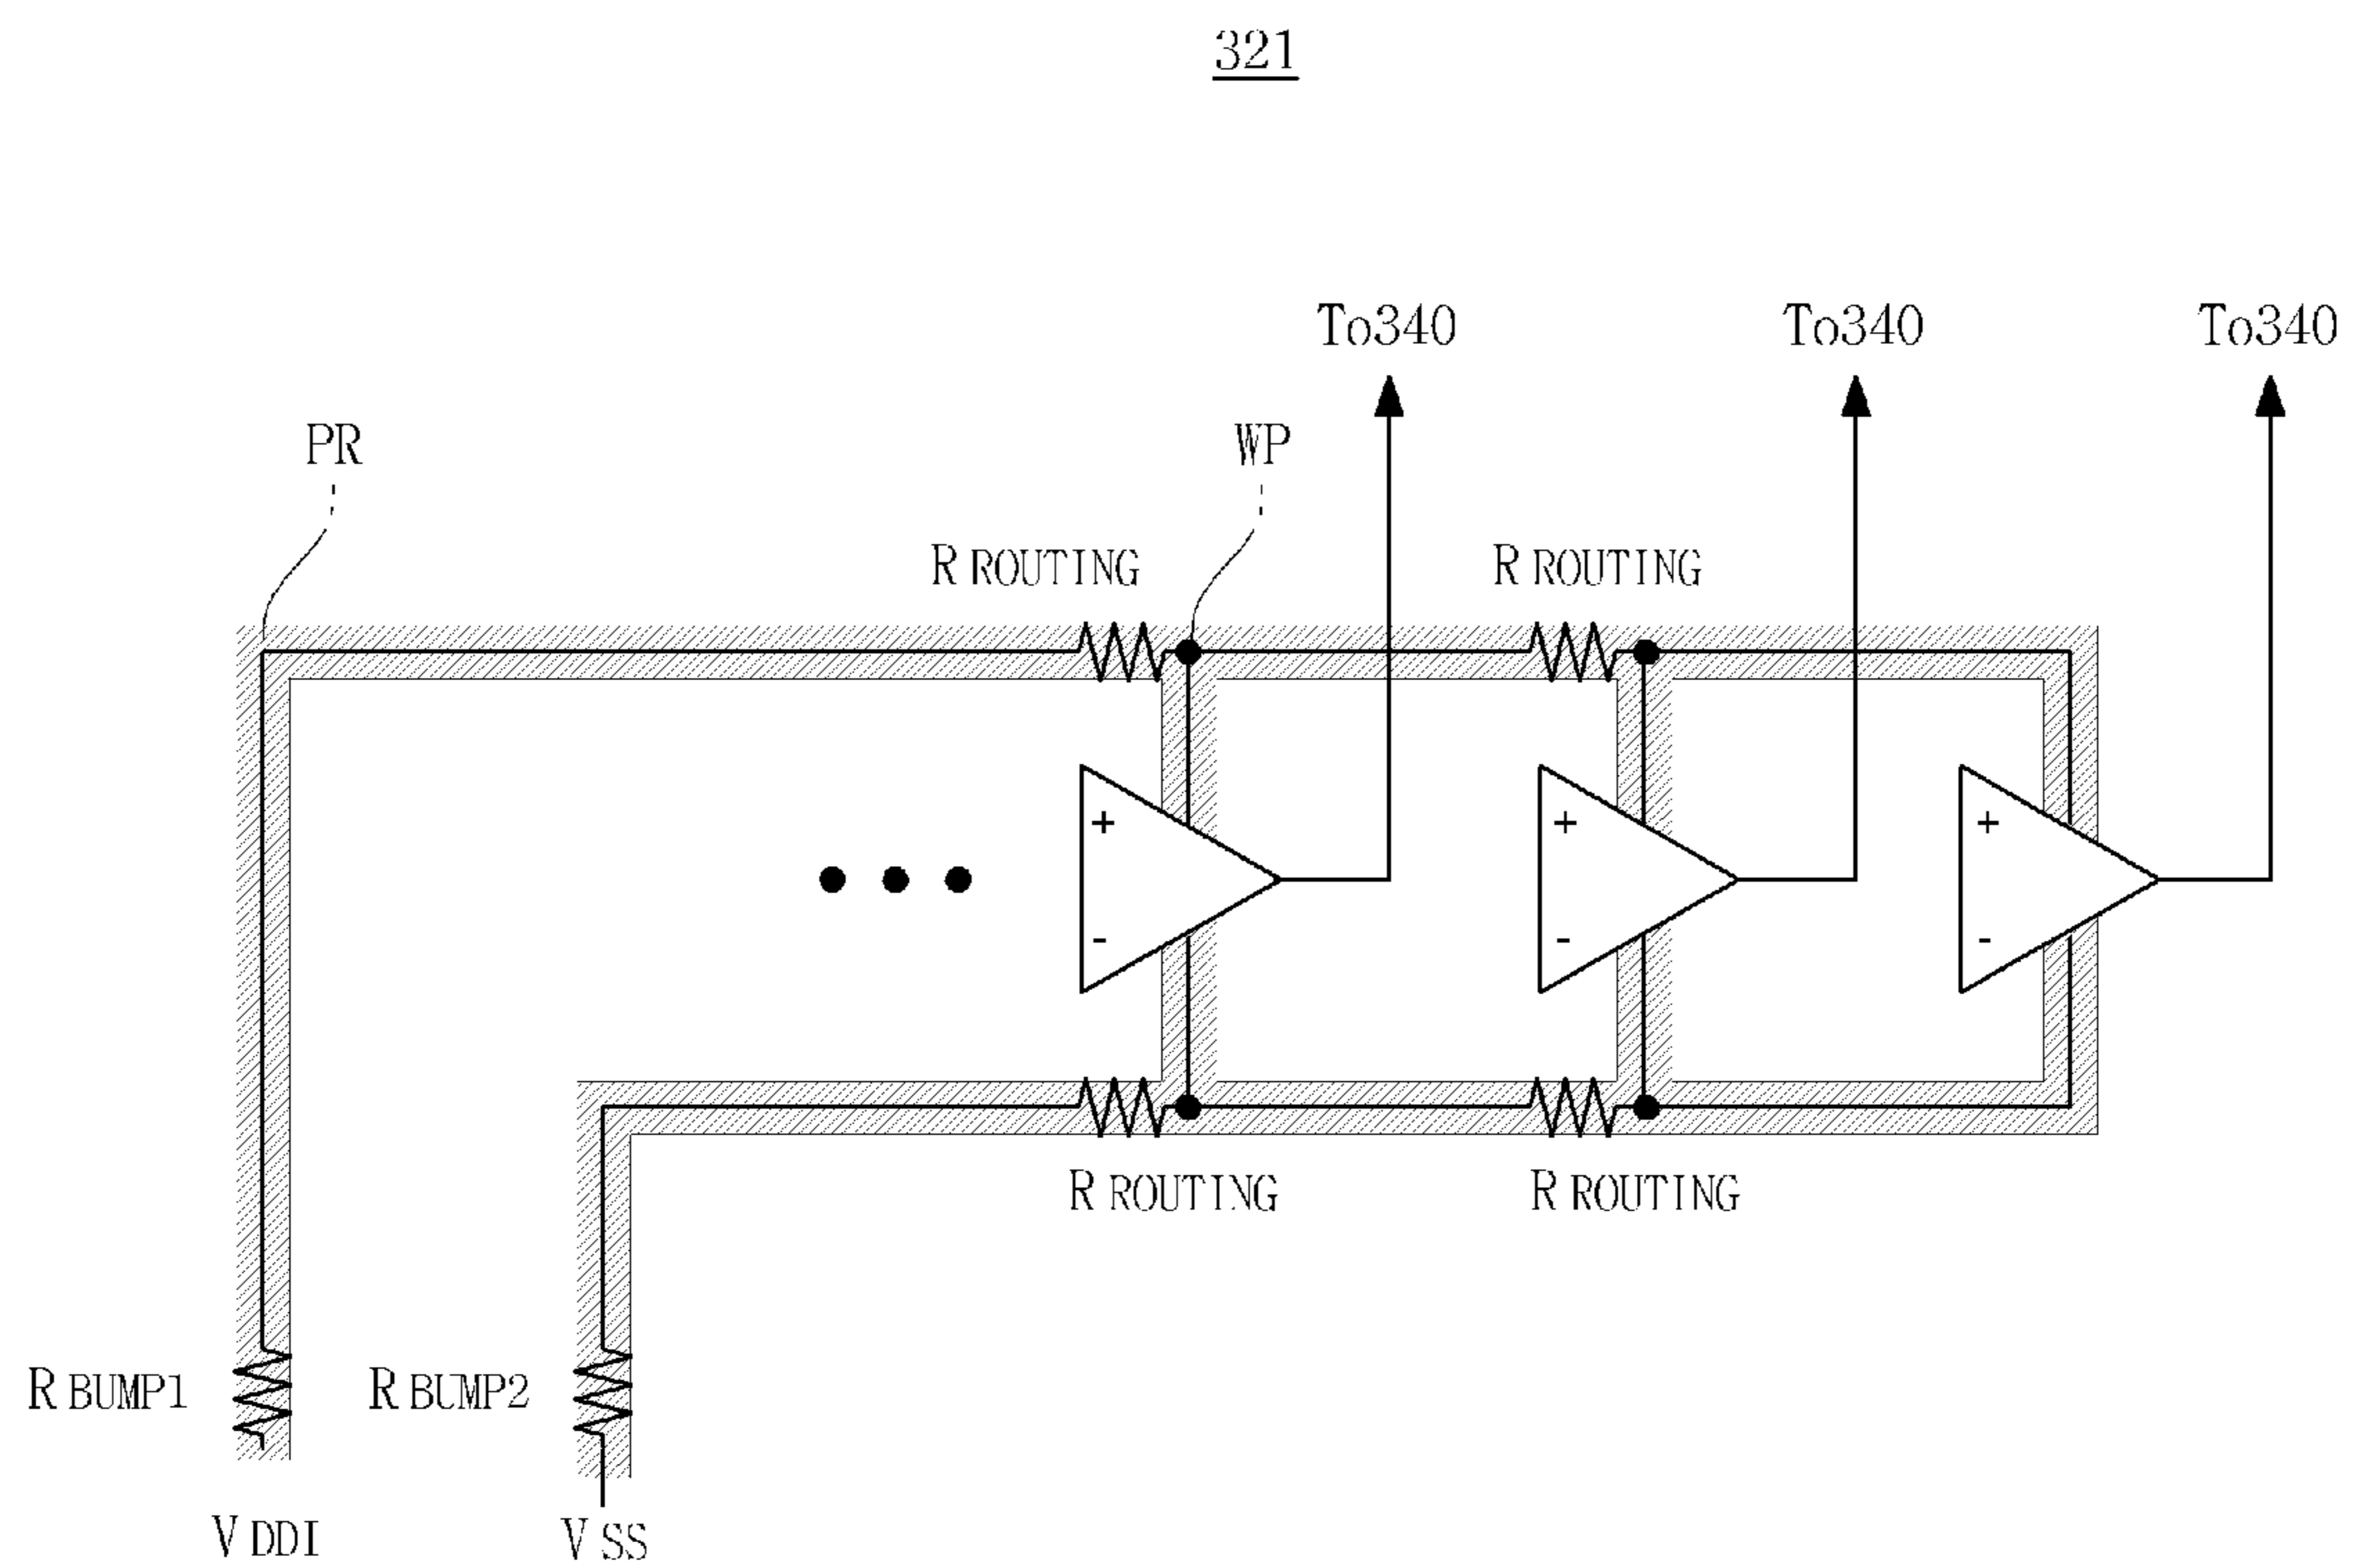 321
To340 To340 To340
PR WP
R ROUTING R ROUTING
+ + +
- - -
R ROUTING R ROUTING
R BUMP1 R BUMP2
V DDI V SS